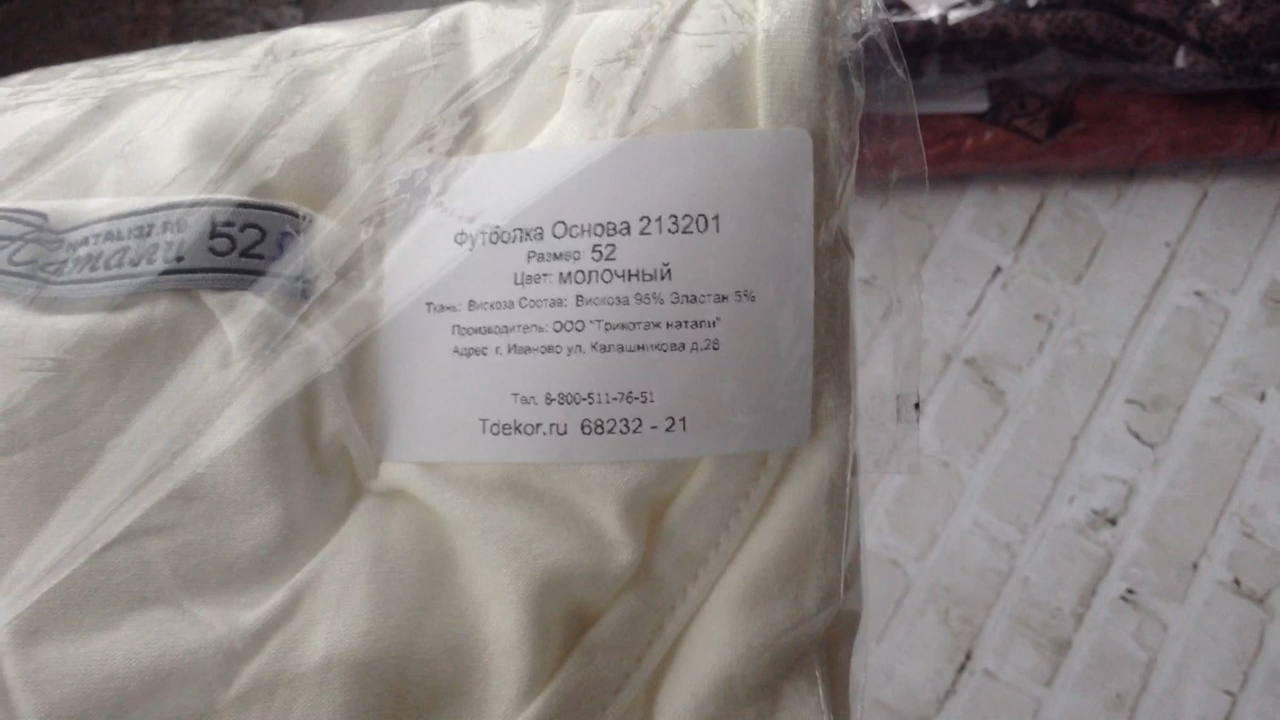 NATALI37.RU
Натали 52
Футболка Основа 213201
Размер: 52
Цвет: МОЛОЧНЫЙ
Ткань: Вискоза Состав: Вискоза 95% Эластан 5%
Производитель: ООО "Трикотаж натали"
Адрес: г. Иваново ул. Калашникова д.28
Тел. 8-800-511-76-51
Tdekor.ru 68232 - 21